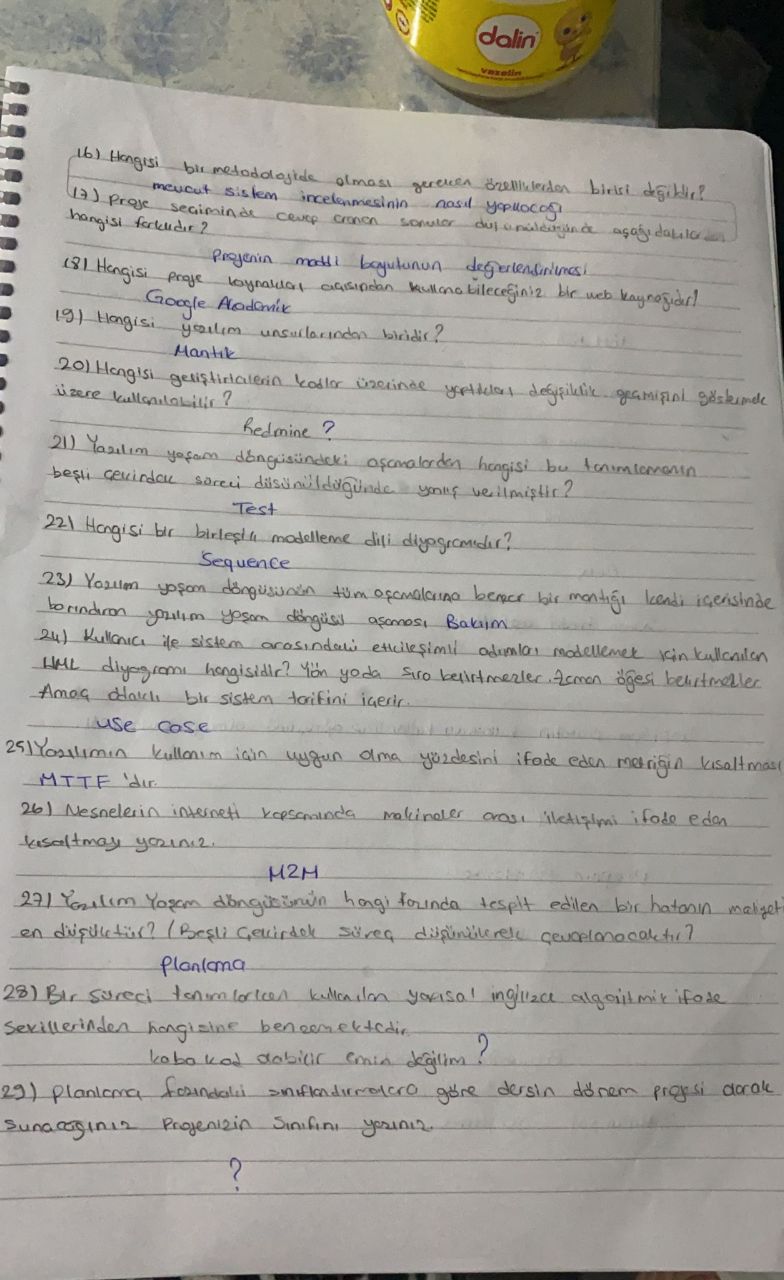 dalin
vazelin
16) Hangisi bir metodolojide olması gereken özelliklerden birisi değildir?
mevcut sistem incelenmesinin nasıl yapılacağı
17) Proje seçiminde cevap aranan sorular düşünüldüğünde aşağıdakilerden
hangisi farklıdır?
Projenin maddi boyutunun değerlendirilmesi
18) Hangisi proje kaynakları açısından kullanabileceğiniz bir web kaynağıdır?
Google Akademik
19) Hangisi yazılım unsurlarından biridir?
Mantık
20) Hangisi geliştiricilerin kodlar üzerinde yaptıkları değişiklik geçmişini göstermek
üzere kullanılabilir?
Redmine ?
21) Yazılım yaşam döngüsündeki aşamalardan hangisi bu tanımlamanın
beşli çekirdek süreci düşünüldüğünde yanlış verilmiştir?
Test
22) Hangisi bir birleşik modelleme dili diyagramıdır?
Sequence
23) Yazılım yaşam döngüsünün tüm aşamalarına benzer bir mantığı kendi içerisinde
barındıran yazılım yaşam döngüsü aşaması Bakım
24) Kullanıcı ile sistem arasındaki etkileşimli adımları modellemek için kullanılan
UML diyagramı hangisidir? Yön yada sıra belirtmezler. Zaman öğesi belirtmezler
Amaç odaklı bir sistem tarifini içerir.
use case
25) Yazılımın kullanım için uygun olma yüzdesini ifade eden metriğin kısaltması
MTTF 'dır.
26) Nesnelerin interneti kapsamında makineler arası iletişimi ifade eden
kısaltmayı yazınız.
M2M
27) Yazılım Yaşam döngüsünün hangi fazında tespit edilen bir hatanın maliyeti
en düşüktür? (Beşli Çekirdek süreç düşünülerek cevaplanacaktır?
Planlama
28) Bir süreci tanımlarken kullanılan yapısal ingilizce algoritmik ifade
şekillerinden hangisine benzemektedir
kaba kod olabilir emin değilim ?
29) Planlama fazındaki sınıflandırmalara göre dersin dönem projesi olarak
sunacağınız Projenizin Sınıfını yazınız.
?